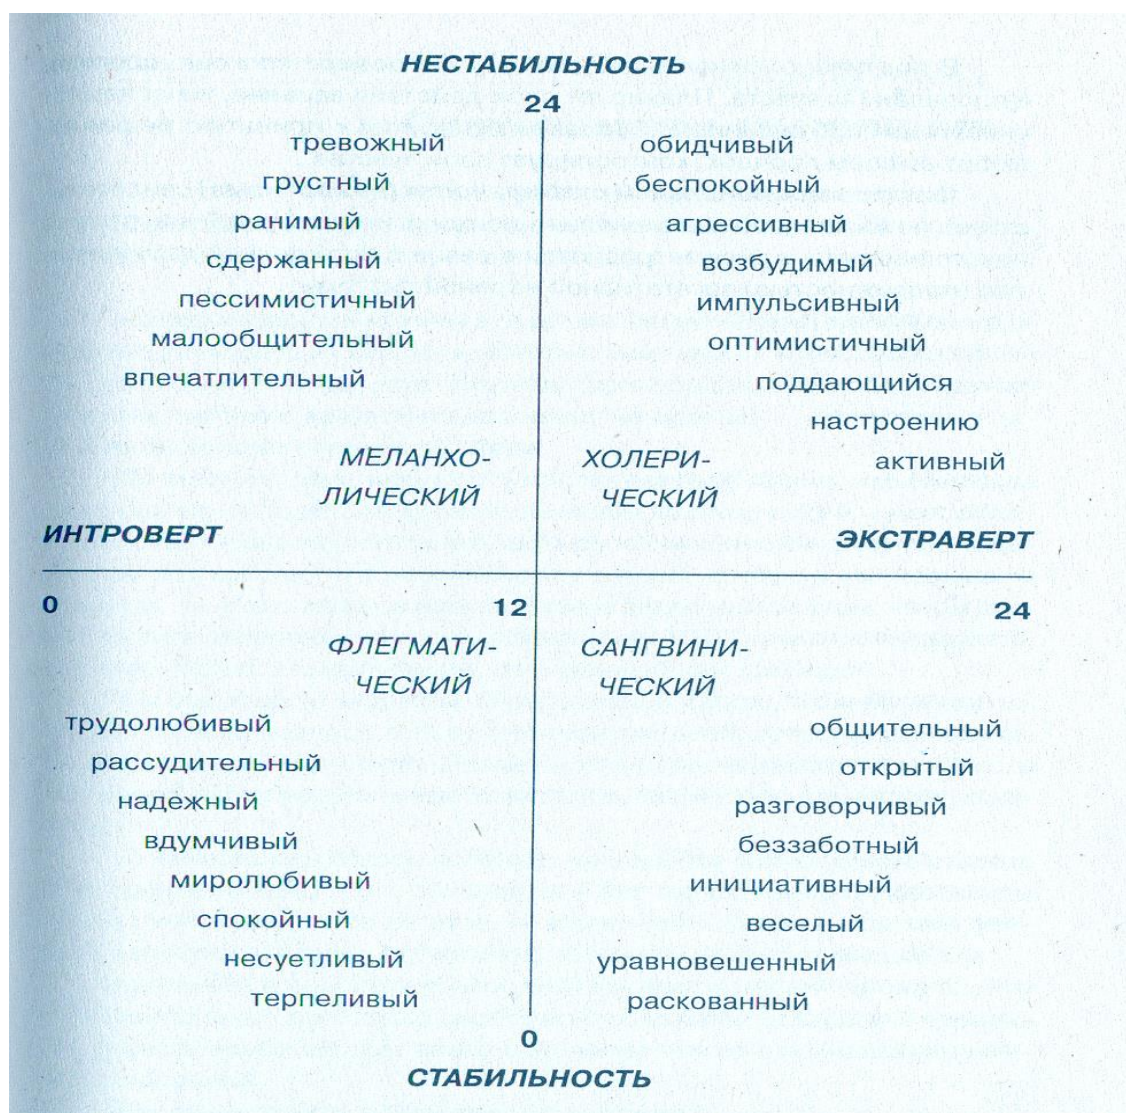 НЕСТАБИЛЬНОСТЬ
24
тревожный обидчивый
грустный беспокойный
ранимый агрессивный
сдержанный возбудимый
пессимистичный импульсивный
малообщительный оптимистичный
впечатлительный поддающийся
настроению
МЕЛАНХО- ХОЛЕРИ- активный
ЛИЧЕСКИЙ ЧЕСКИЙ
ИНТРОВЕРТ ЭКСТРАВЕРТ
0 12 24
ФЛЕГМАТИ- САНГВИНИ-
ЧЕСКИЙ ЧЕСКИЙ
трудолюбивый общительный
рассудительный открытый
надежный разговорчивый
вдумчивый беззаботный
миролюбивый инициативный
спокойный веселый
несуетливый уравновешенный
терпеливый раскованный
0
СТАБИЛЬНОСТЬ